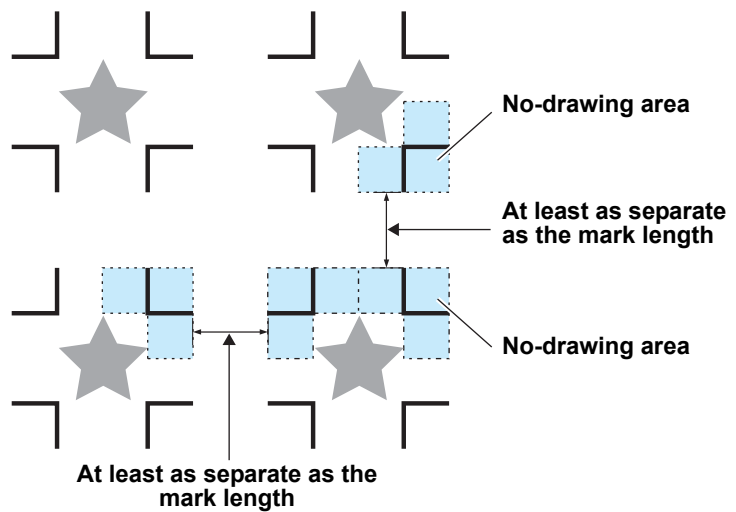 No-drawing area
At least as separate
as the mark length
No-drawing area
At least as separate as the
mark length